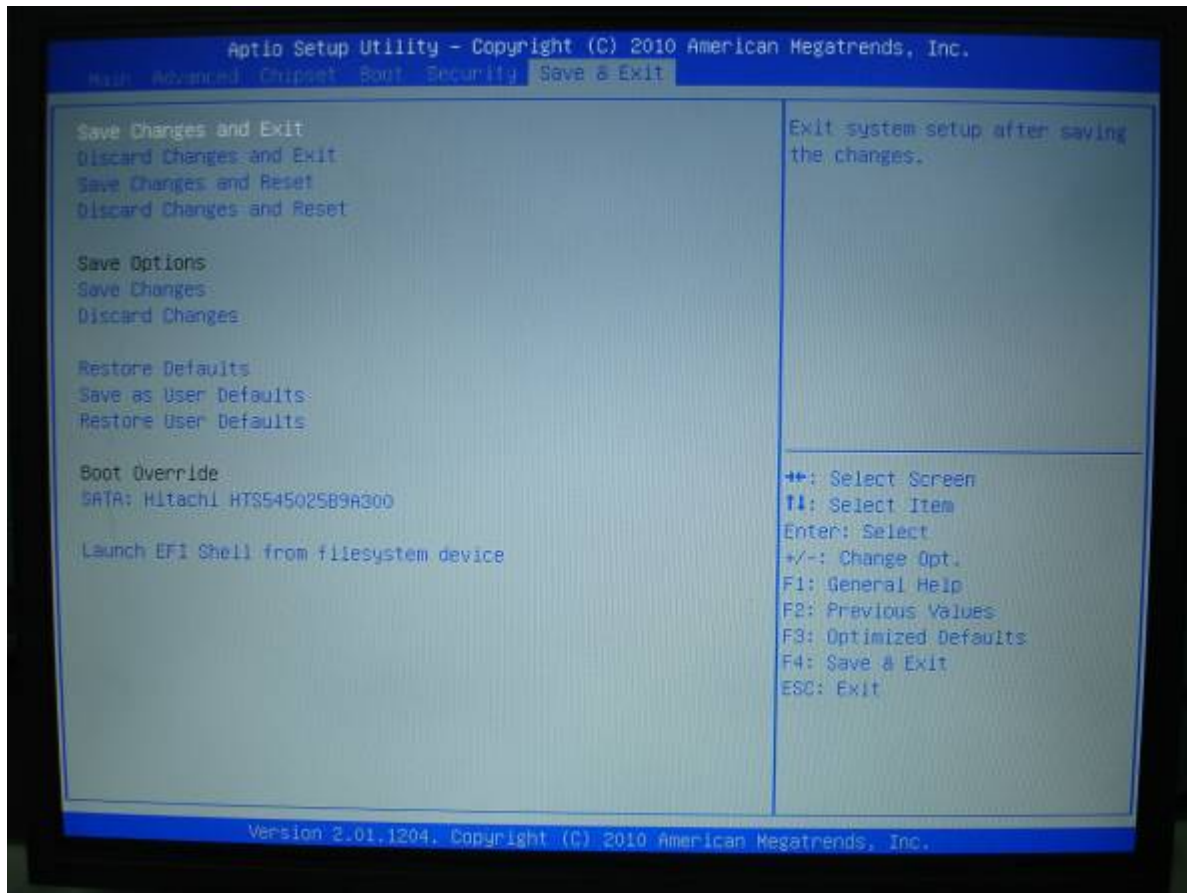 Aptio Setup Utility – Copyright (C) 2010 American Megatrends, Inc.
Main Advanced Chipset Boot Security Save & Exit
Save Changes and Exit
Discard Changes and Exit
Save Changes and Reset
Discard Changes and Reset
Save Options
Save Changes
Discard Changes
Restore Defaults
Save as User Defaults
Restore User Defaults
Boot Override
SATA: Hitachi HTS545025B9A300
Launch EFI Shell from filesystem device
Exit system setup after saving
the changes.
→←: Select Screen
↑↓: Select Item
Enter: Select
+/-: Change Opt.
F1: General Help
F2: Previous Values
F3: Optimized Defaults
F4: Save & Exit
ESC: Exit
Version 2.01.1204. Copyright (C) 2010 American Megatrends, Inc.